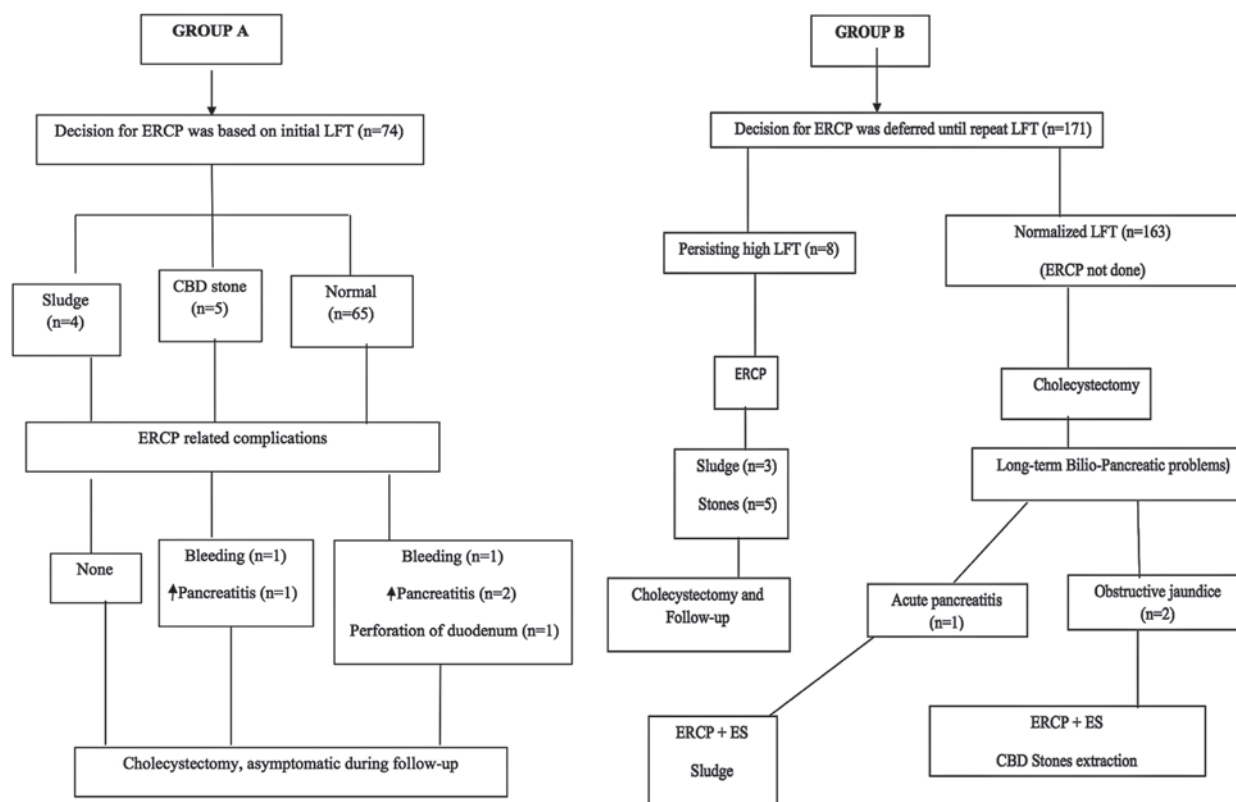 GROUP A
Decision for ERCP was based on initial LFT (n=74)
Sludge
(n=4)
CBD stone
(n=5)
Normal
(n=65)
ERCP related complications
None
Bleeding (n=1)
↑Pancreatitis (n=1)
Bleeding (n=1)
↑Pancreatitis (n=2)
Perforation of duodenum (n=1)
Cholecystectomy, asymptomatic during follow-up
GROUP B
Decision for ERCP was deferred until repeat LFT (n=171)
Persisting high LFT (n=8)
Normalized LFT (n=163)
(ERCP not done)
ERCP
Cholecystectomy
Sludge (n=3)
Stones (n=5)
Long-term Bilio-Pancreatic problems)
Cholecystectomy and
Follow-up
Acute pancreatitis
(n=1)
Obstructive jaundice
(n=2)
ERCP + ES
Sludge
ERCP + ES
CBD Stones extraction